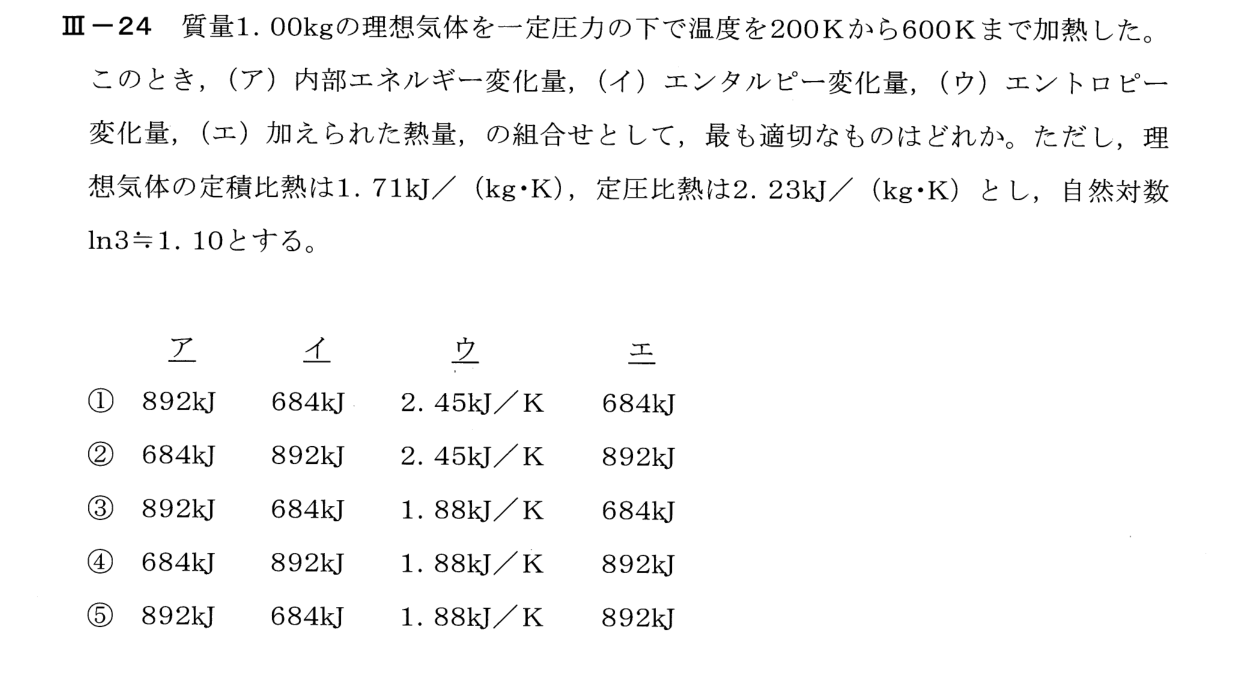 Ⅲ－24　質量1．00kgの理想気体を一定圧力の下で温度を200Kから600Kまで加熱した。
このとき，（ア）内部エネルギー変化量，（イ）エンタルピー変化量，（ウ）エントロピー
変化量，（エ）加えられた熱量，の組合せとして，最も適切なものはどれか。ただし，理
想気体の定積比熱は1．71kJ／（kg･K），定圧比熱は2．23kJ／（kg･K）とし，自然対数
ln3≒1．10とする。
ア　イ　ウ　エ
①　892kJ　684kJ　2．45kJ／K　684kJ
②　684kJ　892kJ　2．45kJ／K　892kJ
③　892kJ　684kJ　1．88kJ／K　684kJ
④　684kJ　892kJ　1．88kJ／K　892kJ
⑤　892kJ　684kJ　1．88kJ／K　892kJ